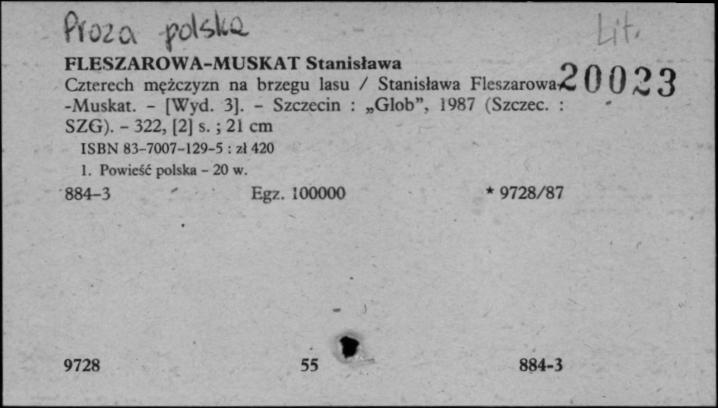 Proza polska
Lit.
FLESZAROWA-MUSKAT Stanisława
Czterech mężczyzn na brzegu lasu / Stanisława Fleszarowa-
20023
-Muskat. – [Wyd. 3]. – Szczecin : „Glob”, 1987 (Szczec. :
SZG). – 322, [2] s. ; 21 cm
ISBN 83-7007-129-5 : zł 420
1. Powieść polska – 20 w.
884-3 Egz. 100000 * 9728/87
9728 55 884-3